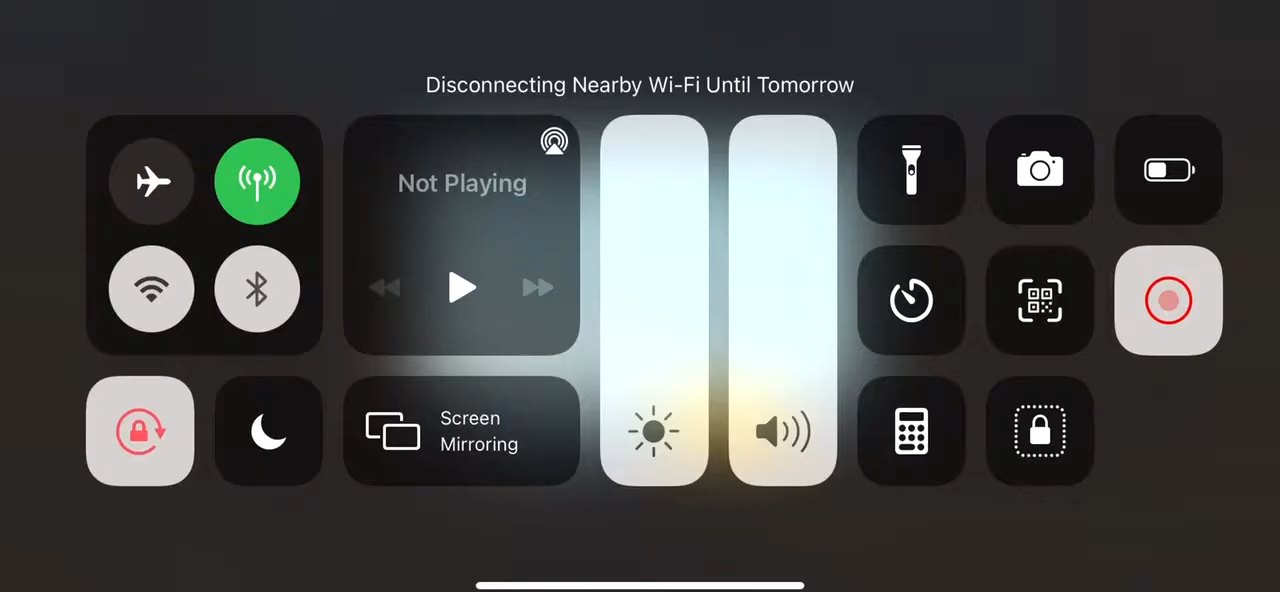 Disconnecting Nearby Wi-Fi Until Tomorrow
Not Playing
Screen
Mirroring